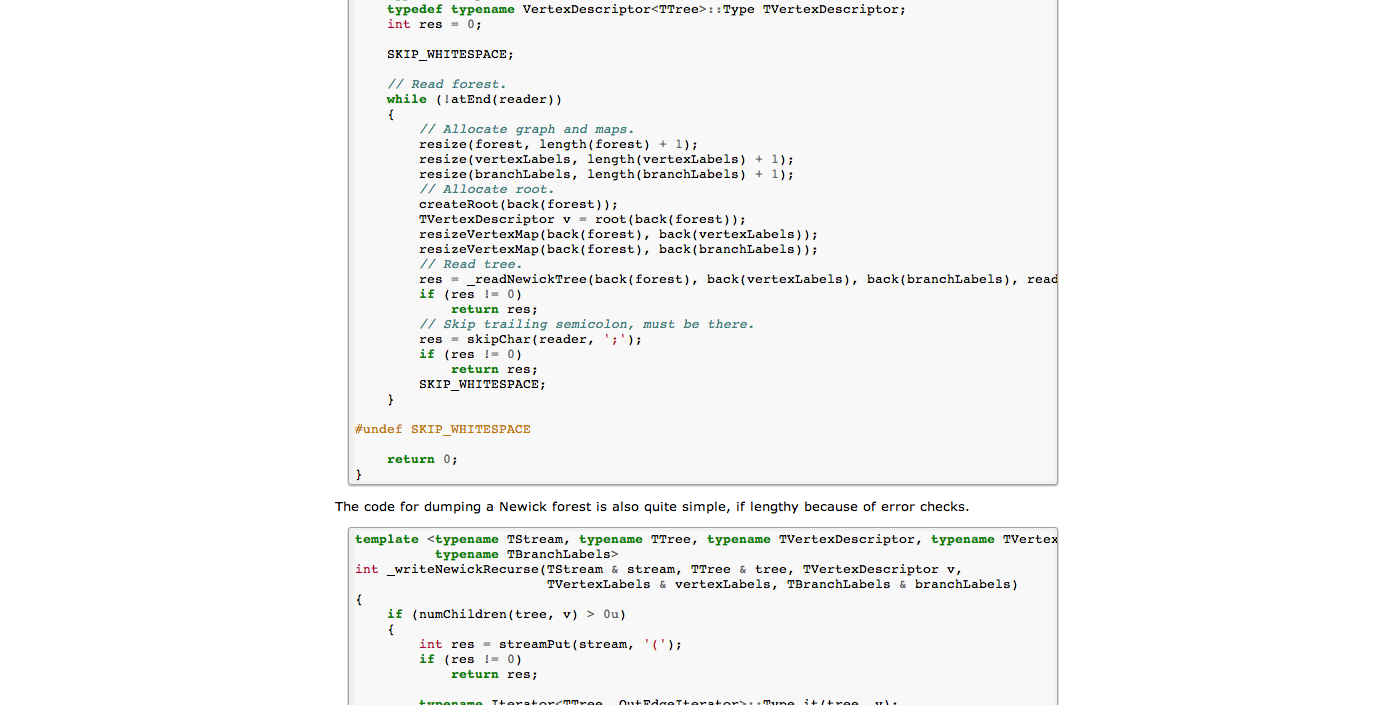 typedef typename VertexDescriptor<TTree>::Type TVertexDescriptor;
int res = 0;
SKIP_WHITESPACE;
// Read forest.
while (!atEnd(reader))
{
// Allocate graph and maps.
resize(forest, length(forest) + 1);
resize(vertexLabels, length(vertexLabels) + 1);
resize(branchLabels, length(branchLabels) + 1);
// Allocate root.
createRoot(back(forest));
TVertexDescriptor v = root(back(forest));
resizeVertexMap(back(forest), back(vertexLabels));
resizeVertexMap(back(forest), back(branchLabels));
// Read tree.
res = _readNewickTree(back(forest), back(vertexLabels), back(branchLabels), read
if (res != 0)
return res;
// Skip trailing semicolon, must be there.
res = skipChar(reader, ';');
if (res != 0)
return res;
SKIP_WHITESPACE;
}
#undef SKIP_WHITESPACE
return 0;
}
The code for dumping a Newick forest is also quite simple, if lengthy because of error checks.
template <typename TStream, typename TTree, typename TVertexDescriptor, typename TVertex
typename TBranchLabels>
int _writeNewickRecurse(TStream & stream, TTree & tree, TVertexDescriptor v,
TVertexLabels & vertexLabels, TBranchLabels & branchLabels)
{
if (numChildren(tree, v) > 0u)
{
int res = streamPut(stream, '(');
if (res != 0)
return res;
typename Iterator<TTree, OutEdgeIterator>::Type it(tree, v);